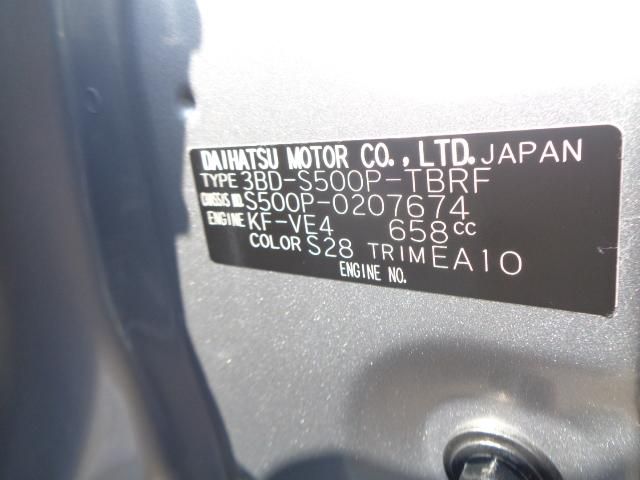 DAIHATSU MOTOR CO., LTD. JAPAN
TYPE 3BD-S500P-TBRF
CHASSIS NO. S500P-0207674
ENGINE KF-VE4 658cc
COLOR S28 TRIM EA10
ENGINE NO.